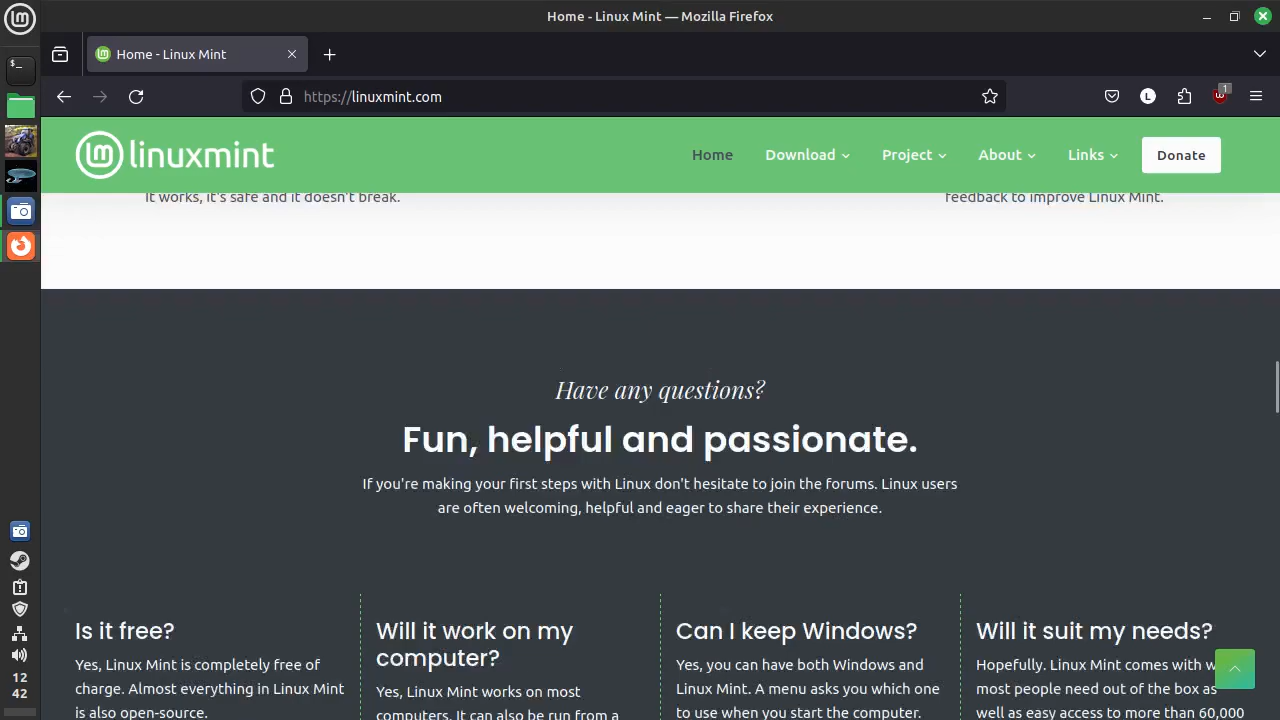 Home - Linux Mint — Mozilla Firefox
Home - Linux Mint
https://linuxmint.com
L
1
linuxmint
Home
Download
Project
About
Links
Donate
It works, it's safe and it doesn't break.
feedback to improve Linux Mint.
Have any questions?
Fun, helpful and passionate.
If you're making your first steps with Linux don't hesitate to join the forums. Linux users
are often welcoming, helpful and eager to share their experience.
Is it free?
Yes, Linux Mint is completely free of
charge. Almost everything in Linux Mint
is also open-source.
Will it work on my
computer?
Yes, Linux Mint works on most
computers. It can also be run from a
Can I keep Windows?
Yes, you can have both Windows and
Linux Mint. A menu asks you which one
to use when you start the computer.
Will it suit my needs?
Hopefully. Linux Mint comes with
most people need out of the box as
well as easy access to more than 60,000
12
42